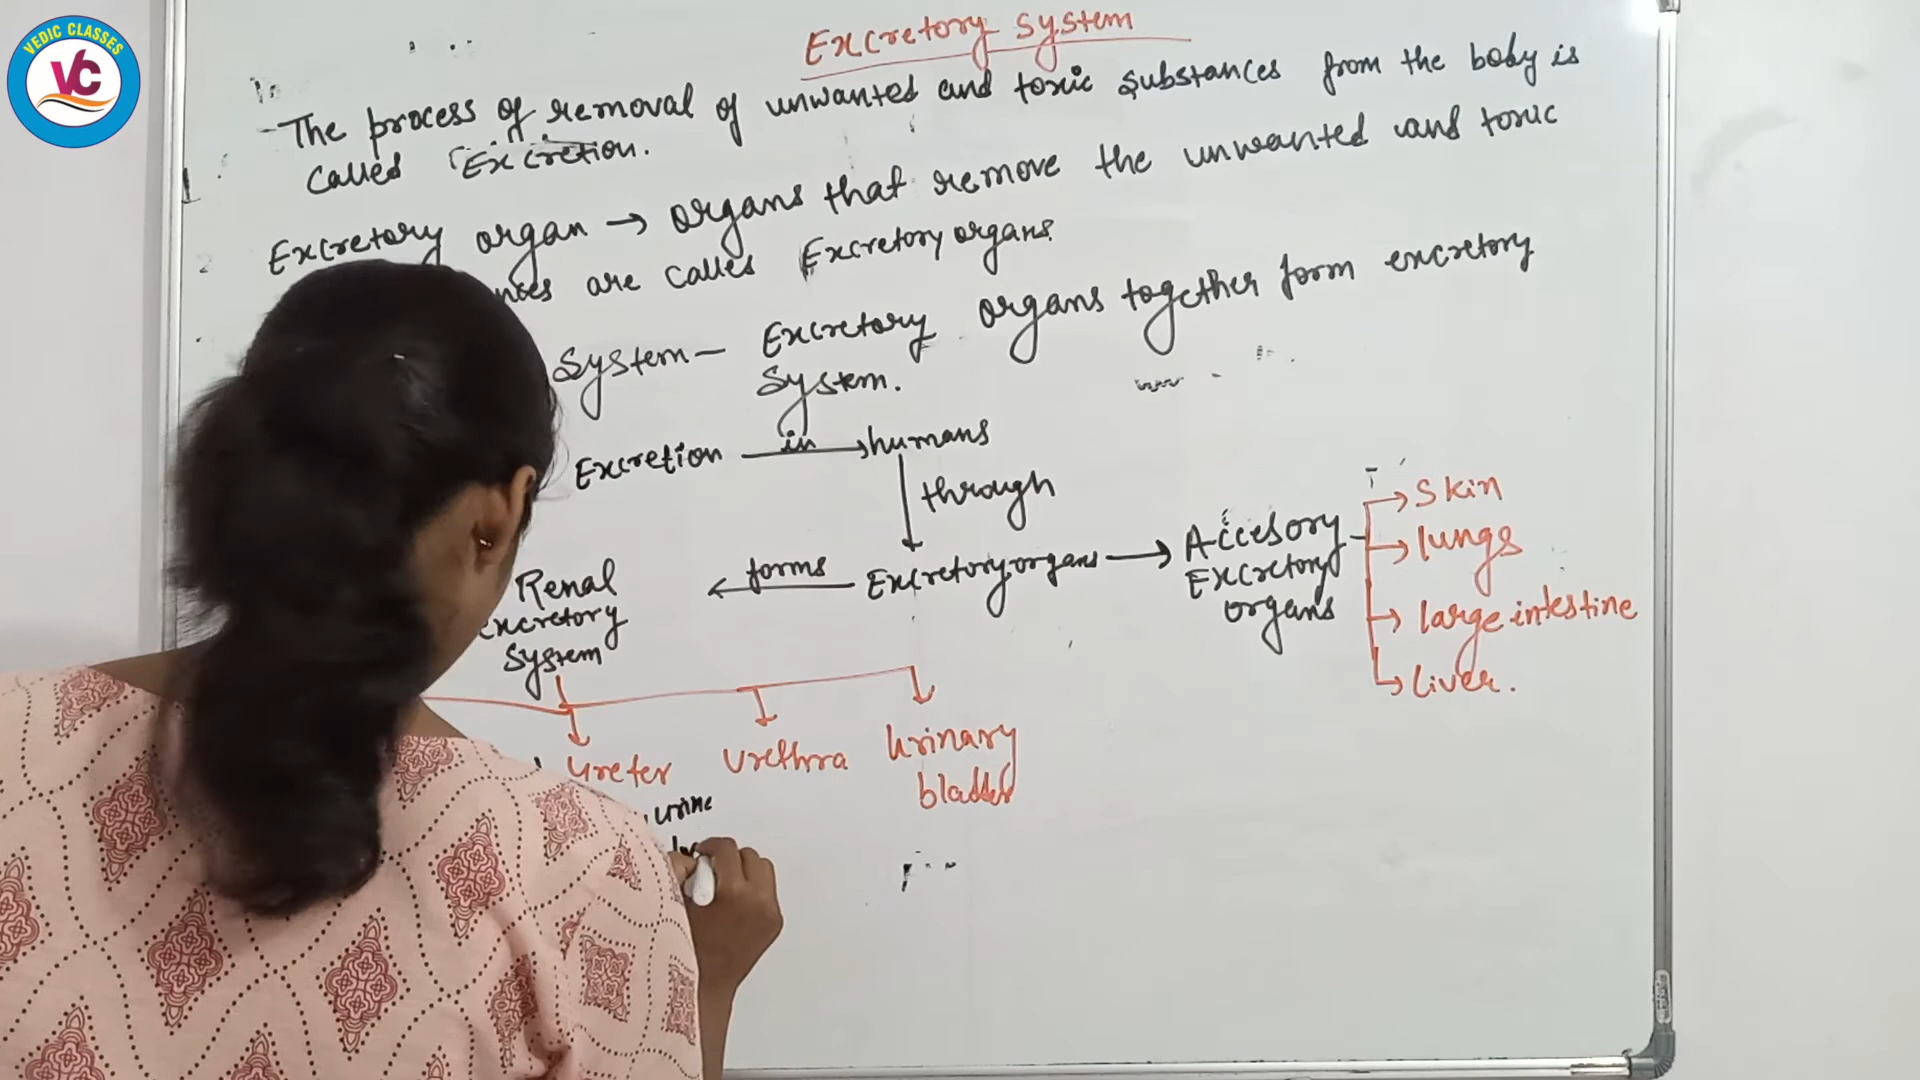 VEDIC CLASSES
VC
Excretory System
- The process of removal of unwanted and toxic substances from the body is
called Excretion.
Excretory organ → organs that remove the unwanted and toxic
are called Excretory organs.
System - Excretory organs together form excretory
System.
Excretion in → humans
through
Renal
excretory
System
← forms
Excretory organs →
Accesory
Excretory
organs
→ Skin
→ lungs
→ large intestine
→ liver.
Ureter
Urethra
Urinary
bladder
urine